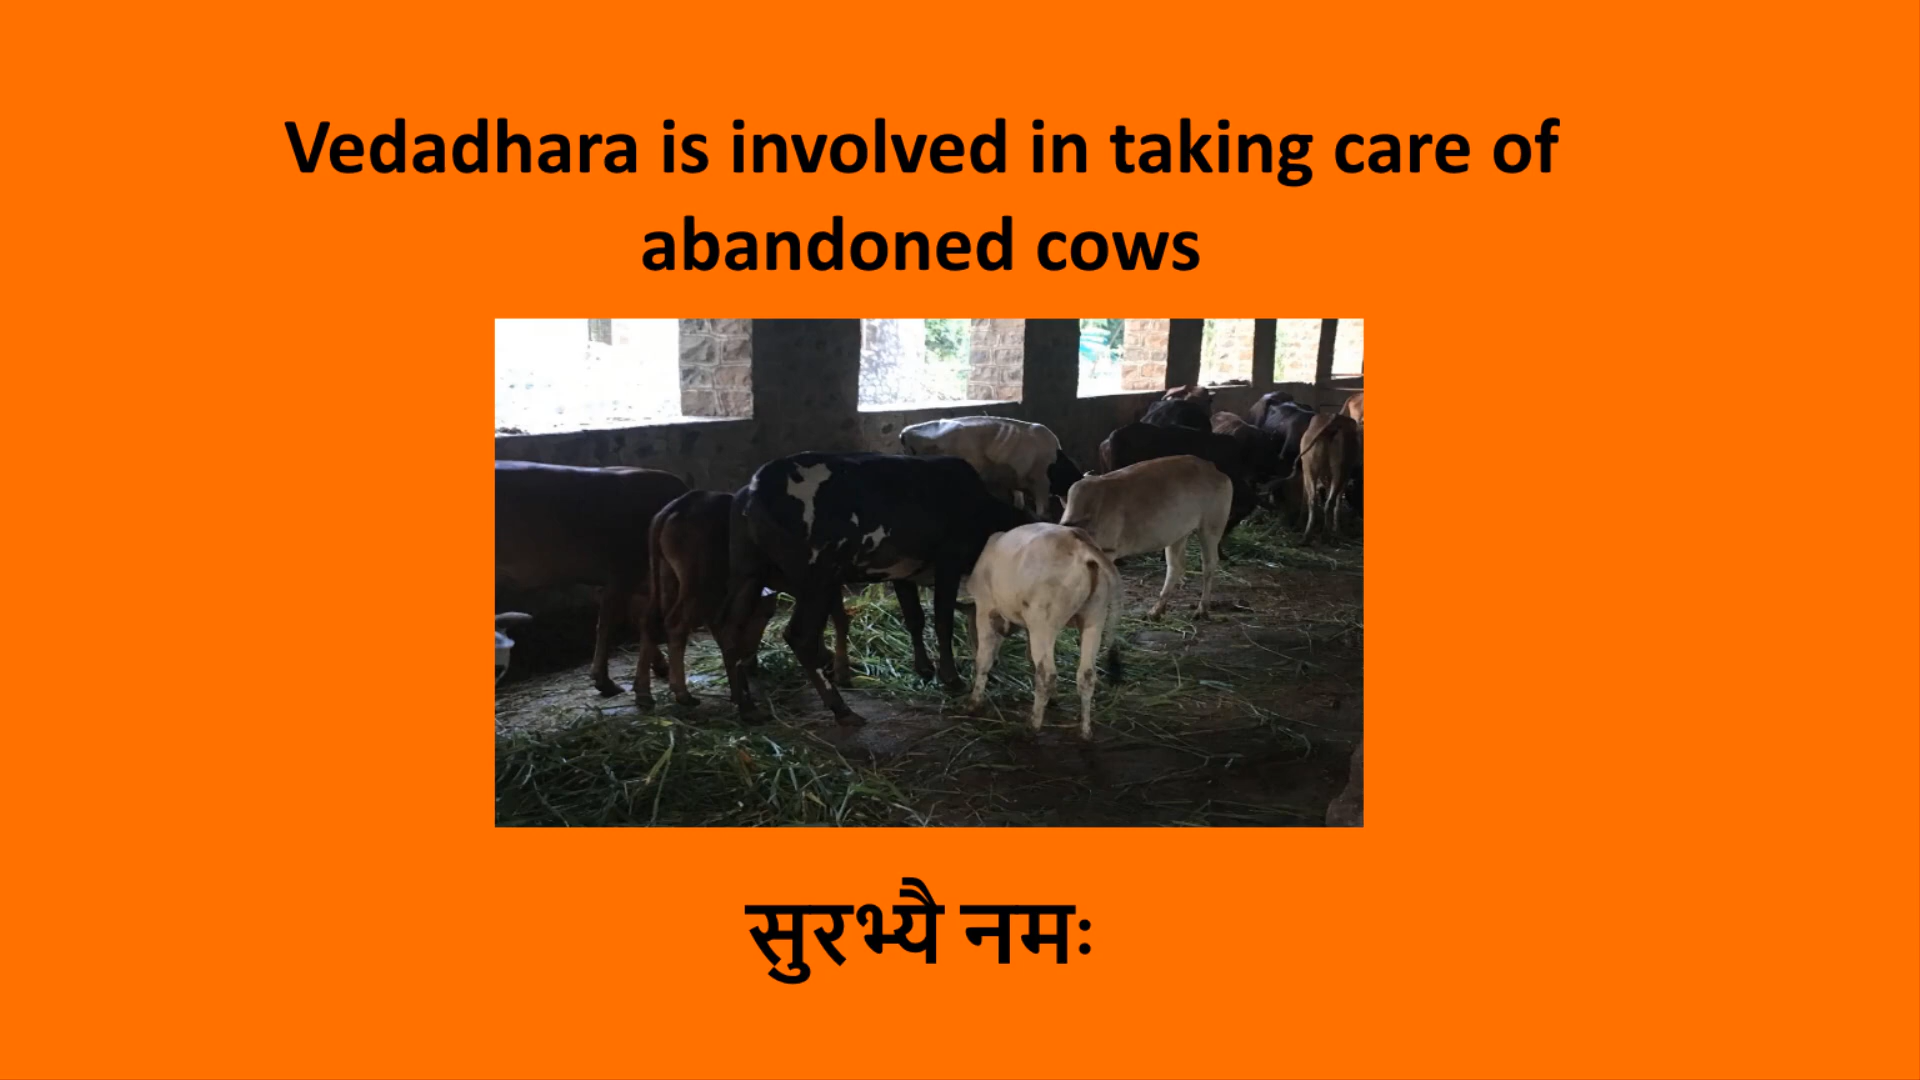 Vedadhara is involved in taking care of
abandoned cows
सुरभ्यै नमः